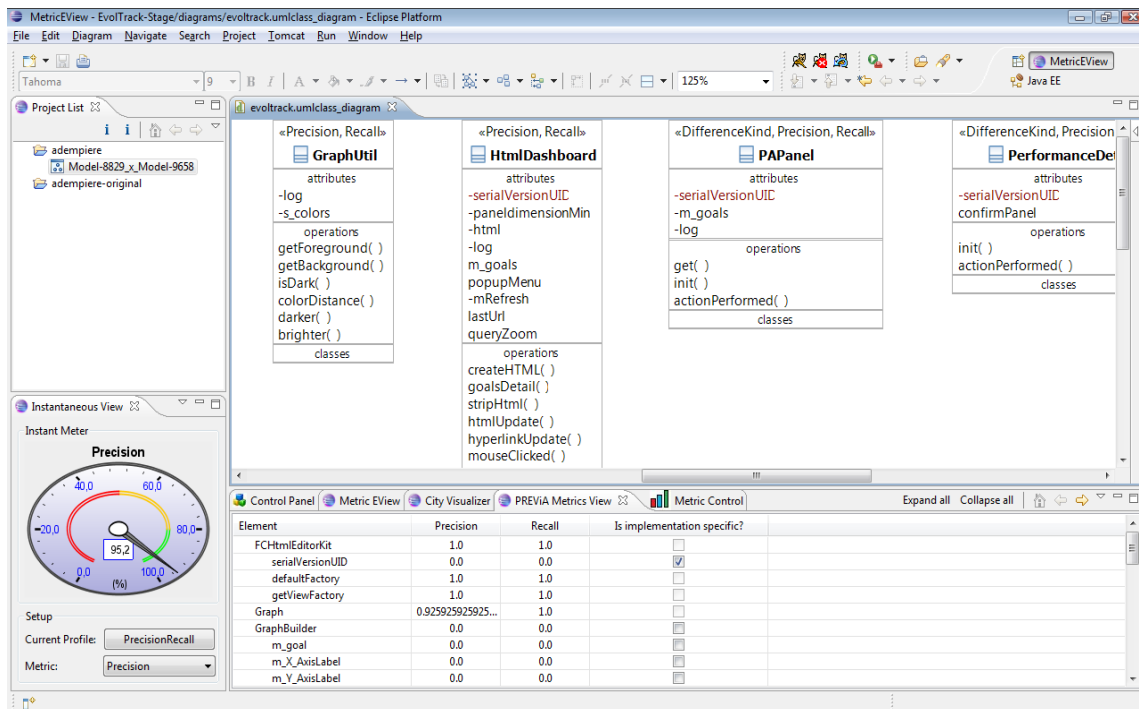 MetricEView - EvolTrack-Stage/diagrams/evoltrack.umlclass_diagram - Eclipse Platform
File Edit Diagram Navigate Search Project Tomcat Run Window Help
MetricEView
Tahoma 9 B I A 125% Java EE
Project List
adempiere
Model-8829_x_Model-9658
adempiere-original
evoltrack.umlclass_diagram
«Precision, Recall»
GraphUtil
attributes
-log
-s_colors
operations
getForeground( )
getBackground( )
isDark( )
colorDistance( )
darker( )
brighter( )
classes
«Precision, Recall»
HtmlDashboard
attributes
-serialVersionUID
-paneldimensionMin
-html
-log
m_goals
popupMenu
-mRefresh
lastUrl
queryZoom
operations
createHTML( )
goalsDetail( )
stripHtml( )
htmlUpdate( )
hyperlinkUpdate( )
mouseClicked( )
«DifferenceKind, Precision, Recall»
PAPanel
attributes
-serialVersionUID
-m_goals
-log
operations
get( )
init( )
actionPerformed( )
classes
«DifferenceKind, Precision
PerformanceDet
attributes
-serialVersionUID
confirmPanel
operations
init( )
actionPerformed( )
classes
Instantaneous View
Instant Meter
Precision
40,0 60,0
20,0 80,0
95,2
0,0 100,0
(%)
Setup
Current Profile: PrecisionRecall
Metric: Precision
Control Panel Metric EView City Visualizer PREViA Metrics View Metric Control Expand all Collapse all
Element Precision Recall Is implementation specific?
FCHtmlEditorKit 1.0 1.0
serialVersionUID 0.0 0.0
defaultFactory 1.0 1.0
getViewFactory 1.0 1.0
Graph 0.925925925925... 1.0
GraphBuilder 0.0 0.0
m_goal 0.0 0.0
m_X_AxisLabel 0.0 0.0
m_Y_AxisLabel 0.0 0.0